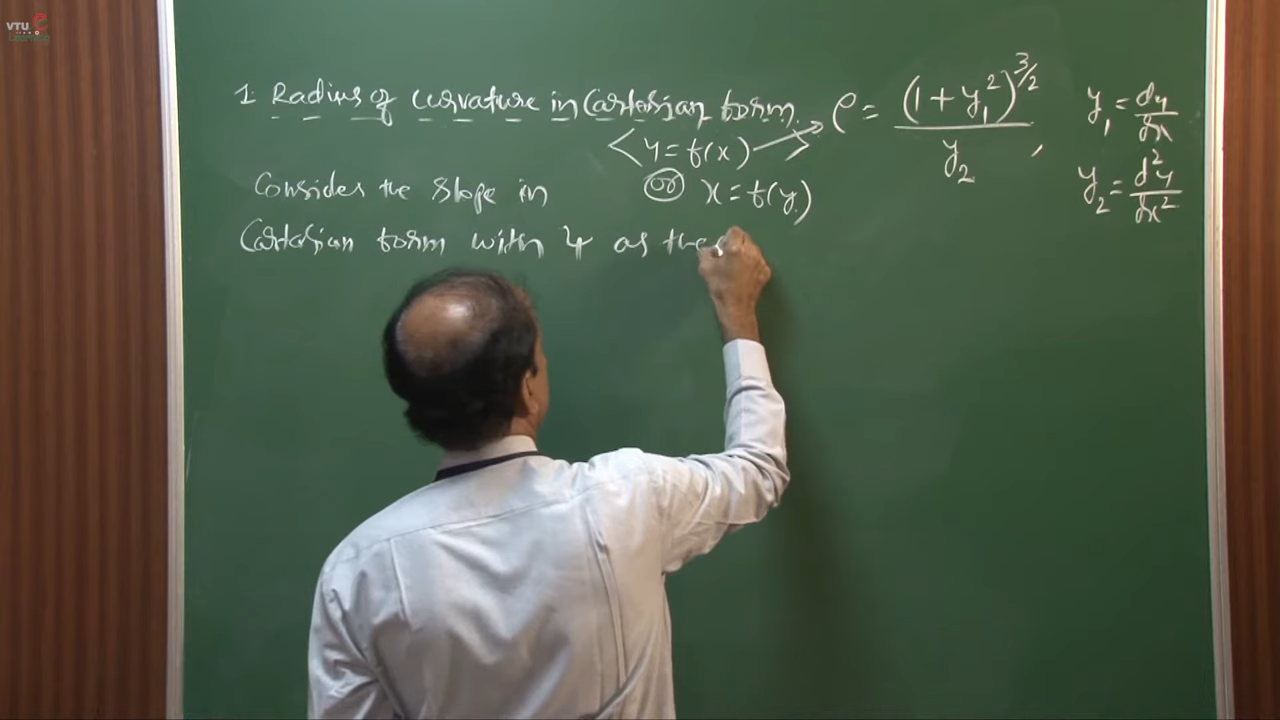 VTU e
Learning
1. Radius of curvature in Cartesian form.
< y = f(x) >
(or) x = f(y)
ρ = (1 + y₁²)^3/2 / y₂ ,
y₁ = dy/dx
y₂ = d²y/dx²
Consider the slope in
Cartesian form with ψ as the